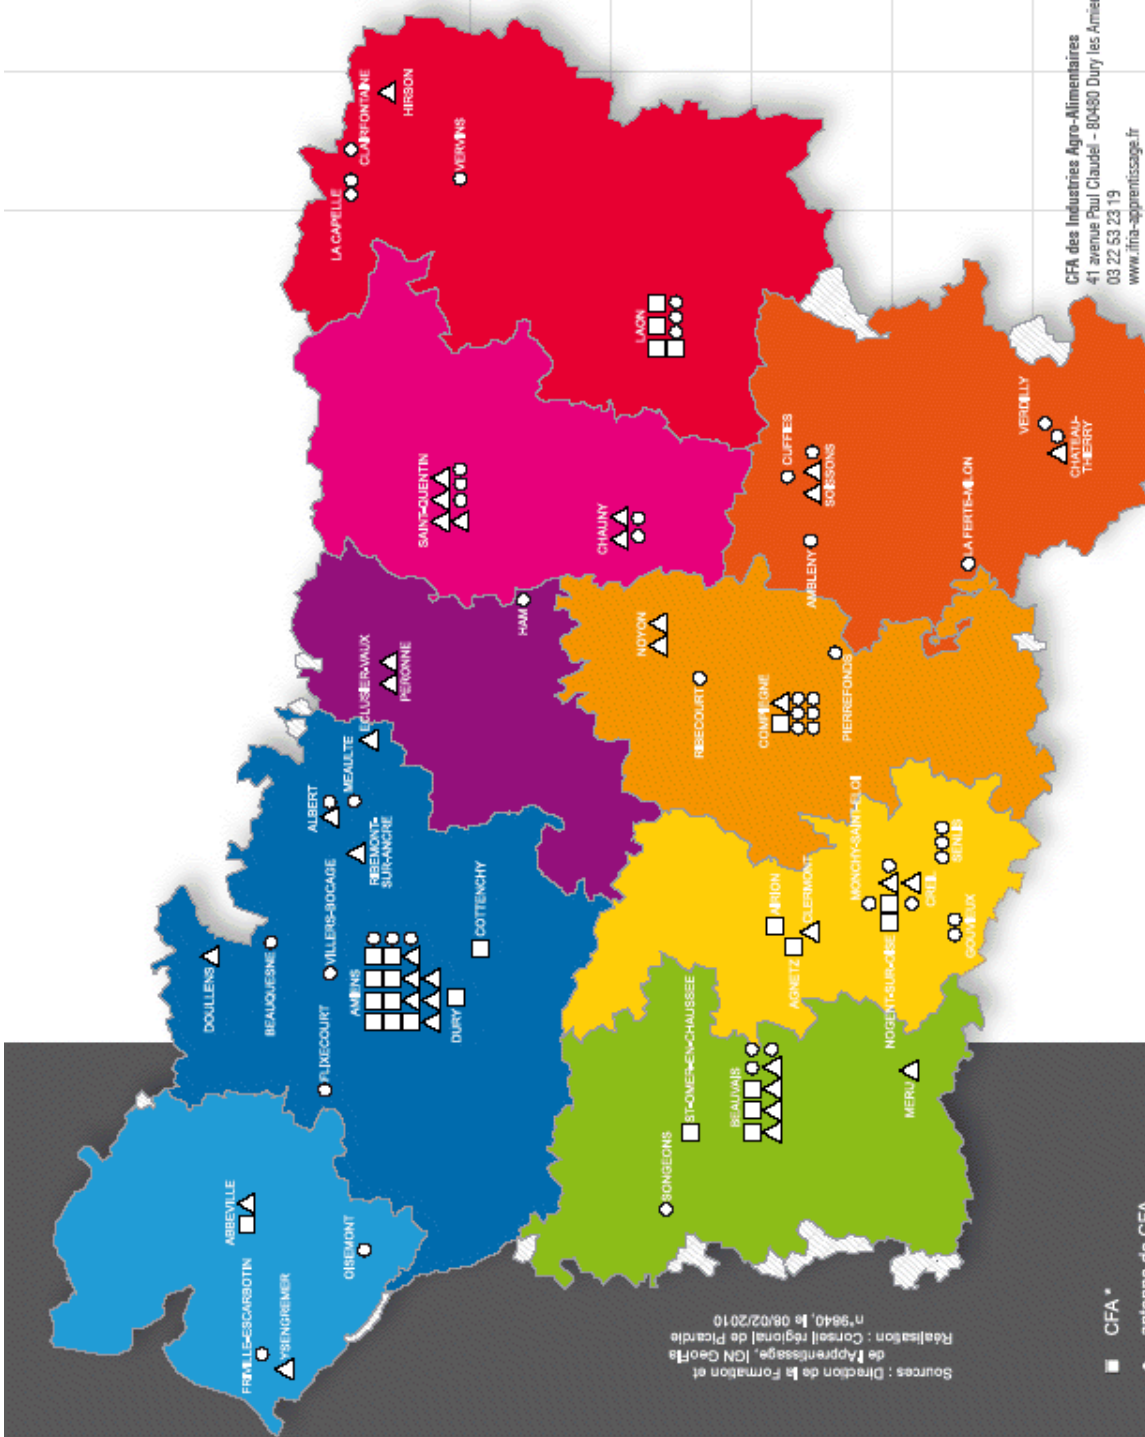 DOULLENS
BEAUQUESNE
FLIXECOURT
VILLERS-BOCAGE
ALBERT
MEAULTE
ECLUSIER-VAUX
RIBEMONT-
SUR-ANCRE
AMIENS
DURY
COTTENCHY
ABBEVILLE
FRIVILLE-ESCARBOTIN
YSENGREMER
OISEMONT
PERONNE
HAM
SAINT-QUENTIN
CHAUNY
LA CAPELLE
CLAIRFONTAINE
HIRSON
VERVINS
LAON
SONGEONS
ST-OMER-EN-CHAUSSEE
BEAUVAIS
MERU
AIRION
AGNETZ
CLERMONT
MONCHY-SAINT-ELOI
NOGENT-SUR-OISE
CREIL
GOUVIEUX
SENLIS
NOYON
RIBECOURT
COMPIEGNE
PIERREFONDS
AMBLENY
CUFFIES
SOISSONS
LA FERTE-MILON
VERDILLY
CHATEAU-
THIERRY
Sources : Direction de la Formation et
de l'Apprentissage, IGN GeoFla
Réalisation : Conseil régional de Picardie
n°9840, le 08/02/2010
CFA *
antenne de CFA
CFA des Industries Agro-Alimentaires
41 avenue Paul Claudel - 80480 Dury les Amie
03 22 53 23 19
www.ifria-apprentissage.fr